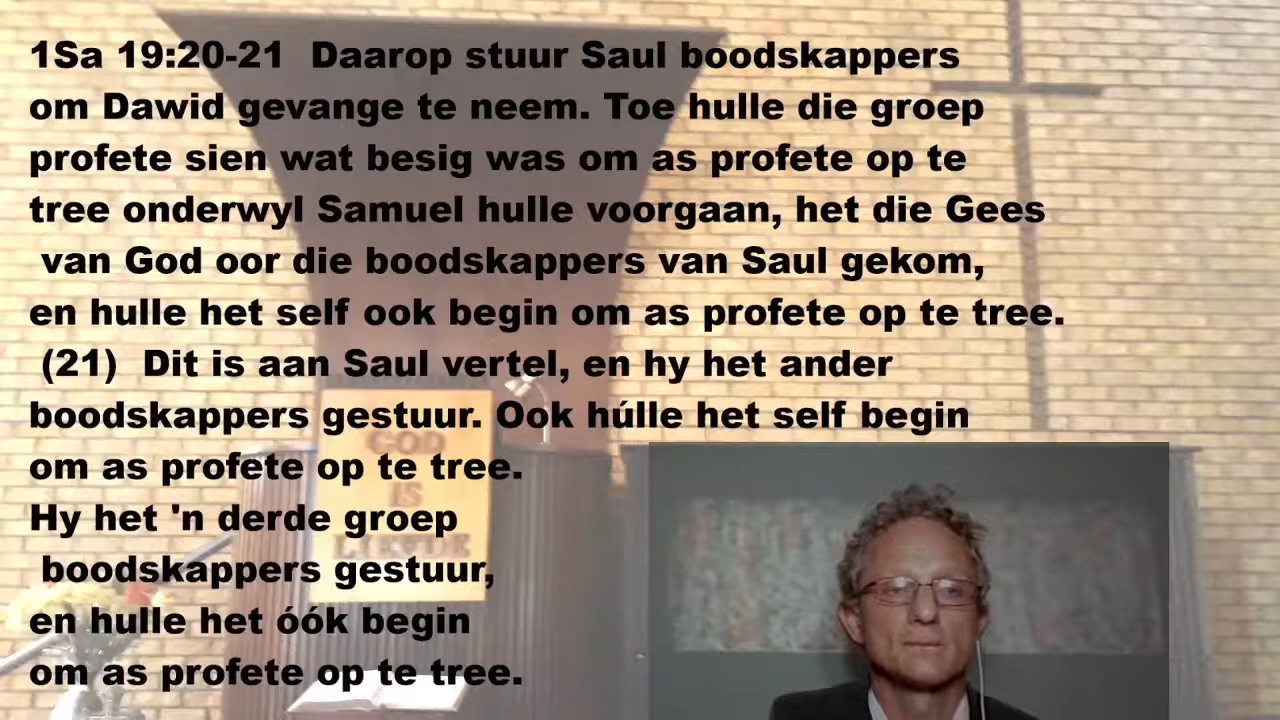 1Sa 19:20-21 Daarop stuur Saul boodskappers
om Dawid gevange te neem. Toe hulle die groep
profete sien wat besig was om as profete op te
tree onderwyl Samuel hulle voorgaan, het die Gees
van God oor die boodskappers van Saul gekom,
en hulle het self ook begin om as profete op te tree.
(21) Dit is aan Saul vertel, en hy het ander
boodskappers gestuur. Ook húlle het self begin
om as profete op te tree.
Hy het 'n derde groep
boodskappers gestuur,
en hulle het óók begin
om as profete op te tree.
GOD
IS
LIEFDE